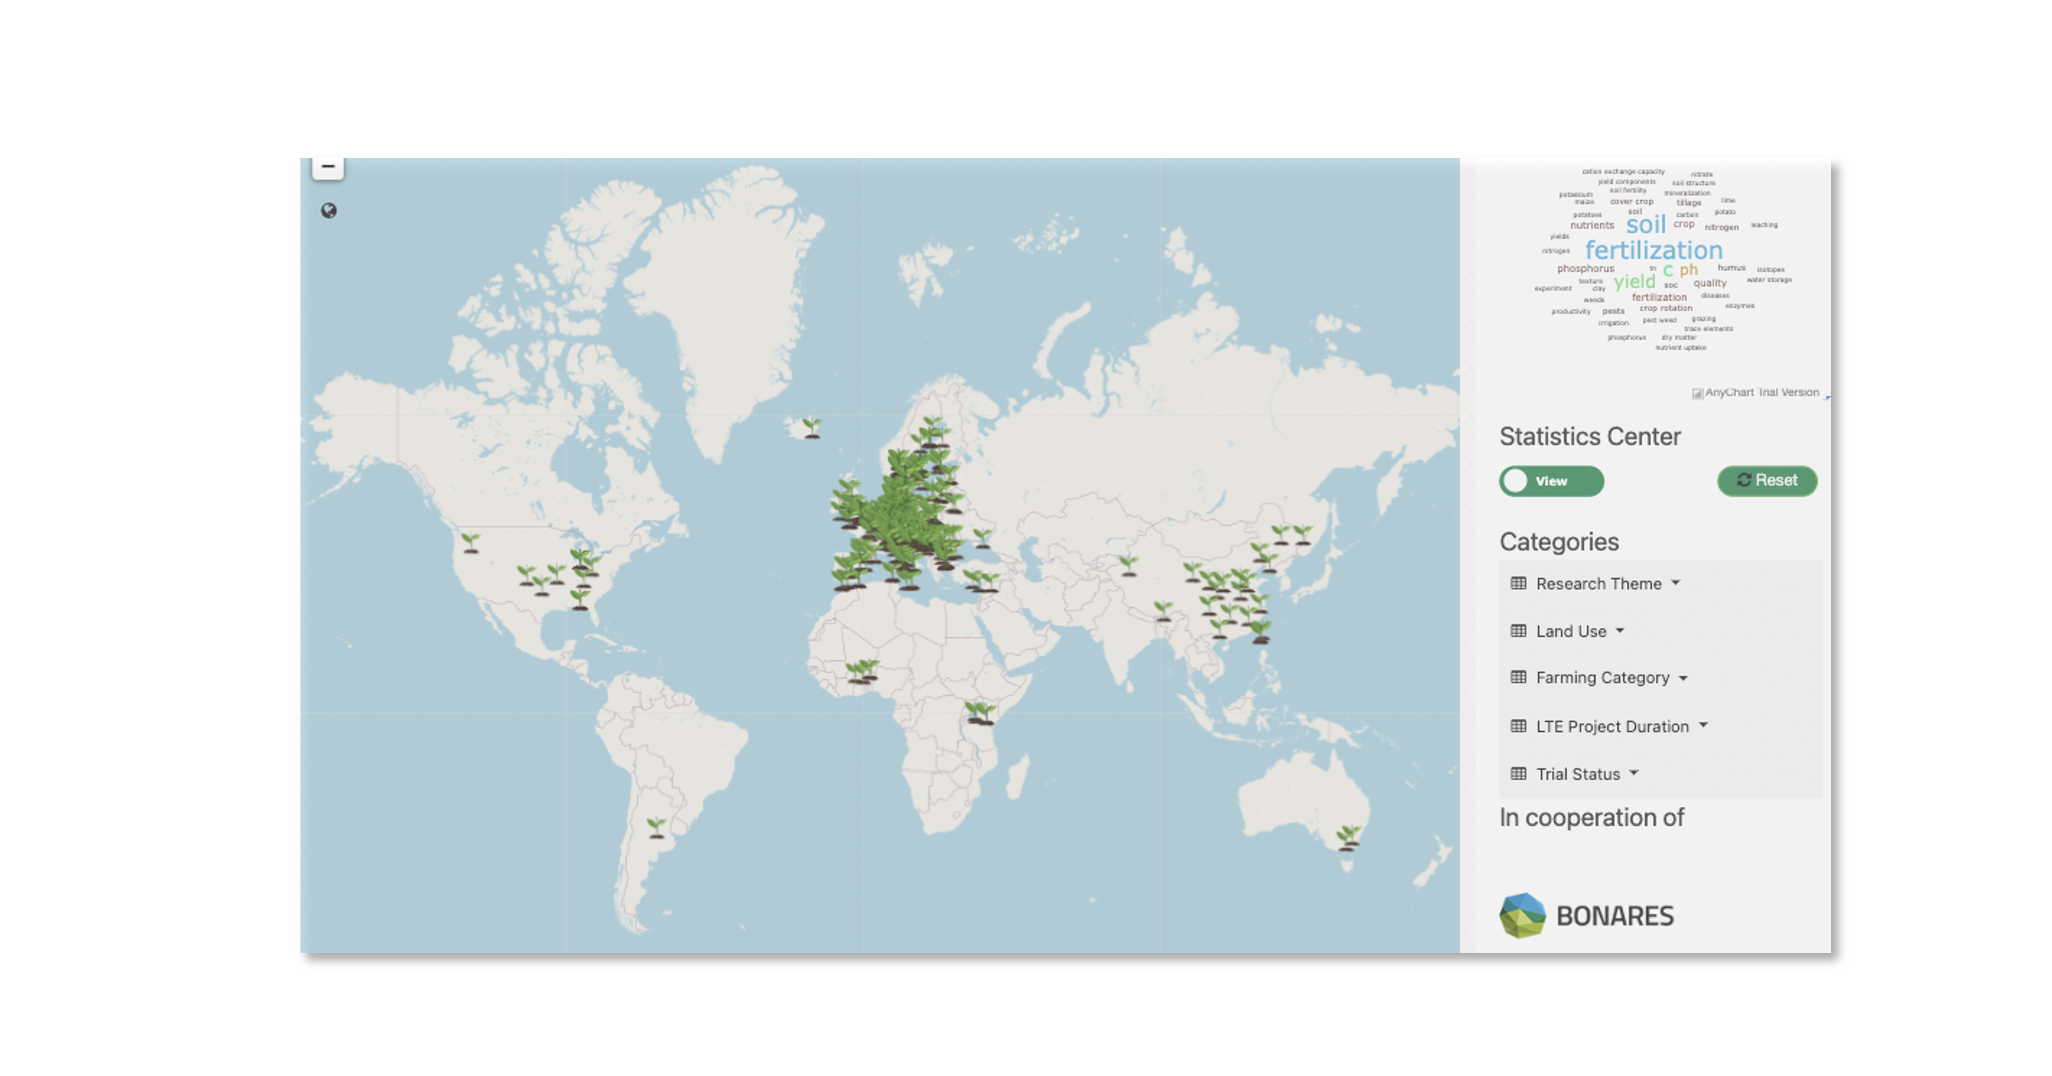 −
cation exchange capacity nitrate
yield components soil structure
soil fertility mineralization
potassium
maize cover crop tillage lime
potatoes soil carbon potato
nutrients soil crop nitrogen leaching
yields
nitrogen fertilization
phosphorus tn c ph humus isotopes
texture yield soc quality water storage
experiment clay
weeds fertilization diseases
productivity pests crop rotation enzymes
irrigation pest weed grazing
trace elements
phosphorus dry matter
nutrient uptake
AnyChart Trial Version
Statistics Center
View Reset
Categories
Research Theme
Land Use
Farming Category
LTE Project Duration
Trial Status
In cooperation of
BONARES